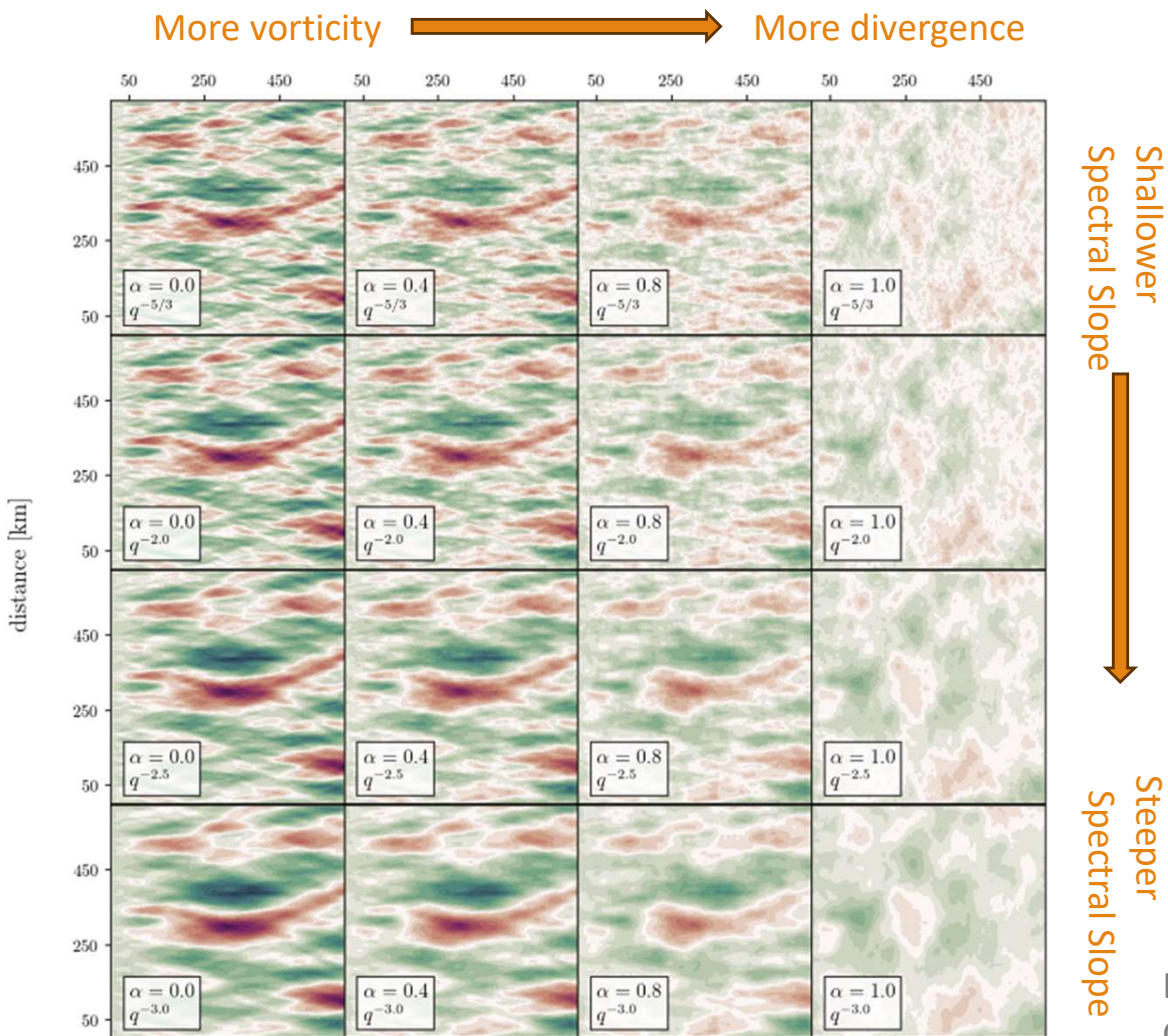 More vorticity
More divergence
50 250 450 50 250 450 50 250 450 50 250 450
distance [km]
450
250
50
α = 0.0
q^{-5/3}
α = 0.4
q^{-5/3}
α = 0.8
q^{-5/3}
α = 1.0
q^{-5/3}
Shallower
Spectral Slope
450
250
50
α = 0.0
q^{-2.0}
α = 0.4
q^{-2.0}
α = 0.8
q^{-2.0}
α = 1.0
q^{-2.0}
450
250
50
α = 0.0
q^{-2.5}
α = 0.4
q^{-2.5}
α = 0.8
q^{-2.5}
α = 1.0
q^{-2.5}
450
250
50
α = 0.0
q^{-3.0}
α = 0.4
q^{-3.0}
α = 0.8
q^{-3.0}
α = 1.0
q^{-3.0}
Steeper
Spectral Slope